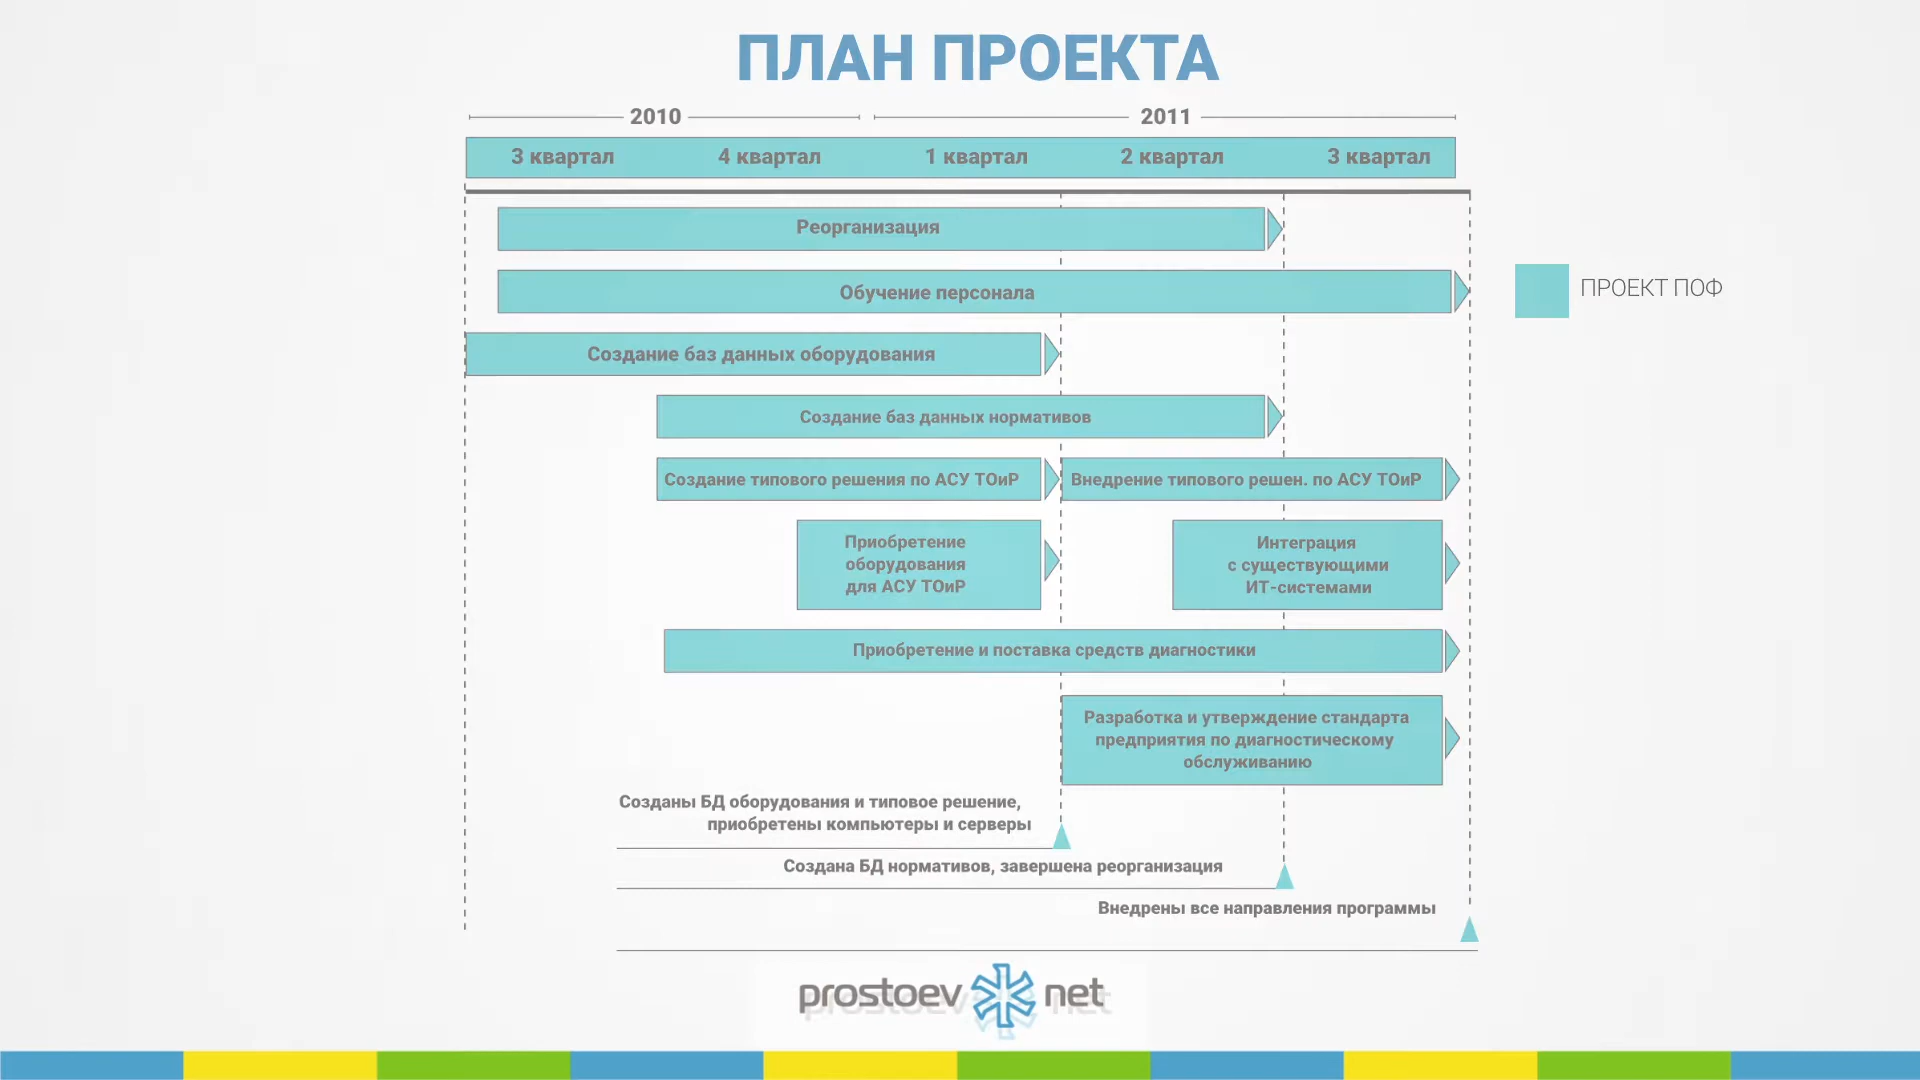 ПЛАН ПРОЕКТА
2010 2011
3 квартал 4 квартал 1 квартал 2 квартал 3 квартал
Реорганизация
Обучение персонала
ПРОЕКТ ПОФ
Создание баз данных оборудования
Создание баз данных нормативов
Создание типового решения по АСУ ТОиР
Внедрение типового решен. по АСУ ТОиР
Приобретение
оборудования
для АСУ ТОиР
Интеграция
с существующими
ИТ-системами
Приобретение и поставка средств диагностики
Разработка и утверждение стандарта
предприятия по диагностическому
обслуживанию
Созданы БД оборудования и типовое решение,
приобретены компьютеры и серверы
Создана БД нормативов, завершена реорганизация
Внедрены все направления программы
prostoev net